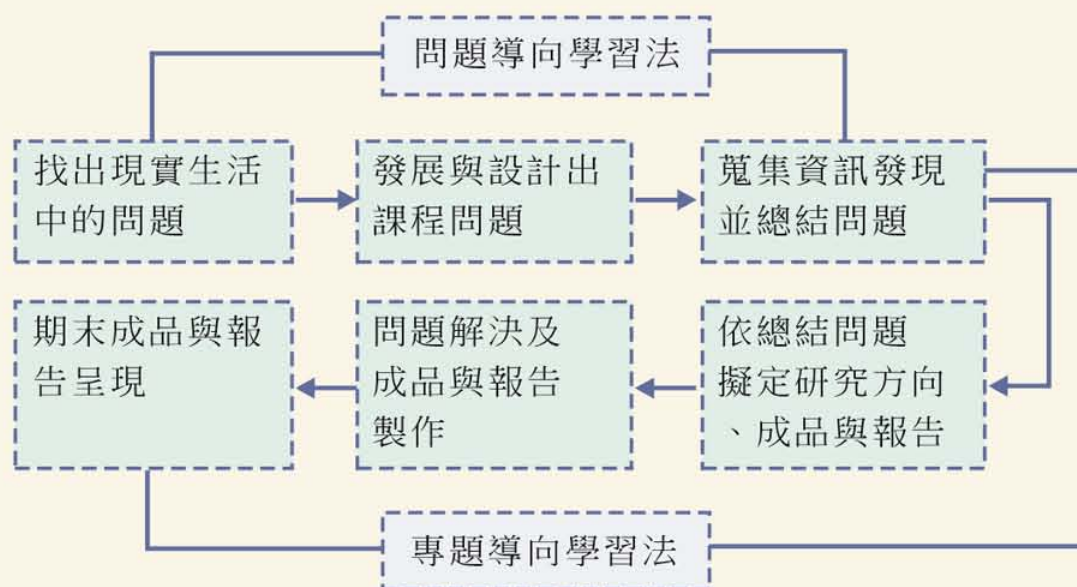 問題導向學習法
找出現實生活
中的問題
發展與設計出
課程問題
蒐集資訊發現
並總結問題
依總結問題
擬定研究方向
、成品與報告
問題解決及
成品與報告
製作
期末成品與報
告呈現
專題導向學習法